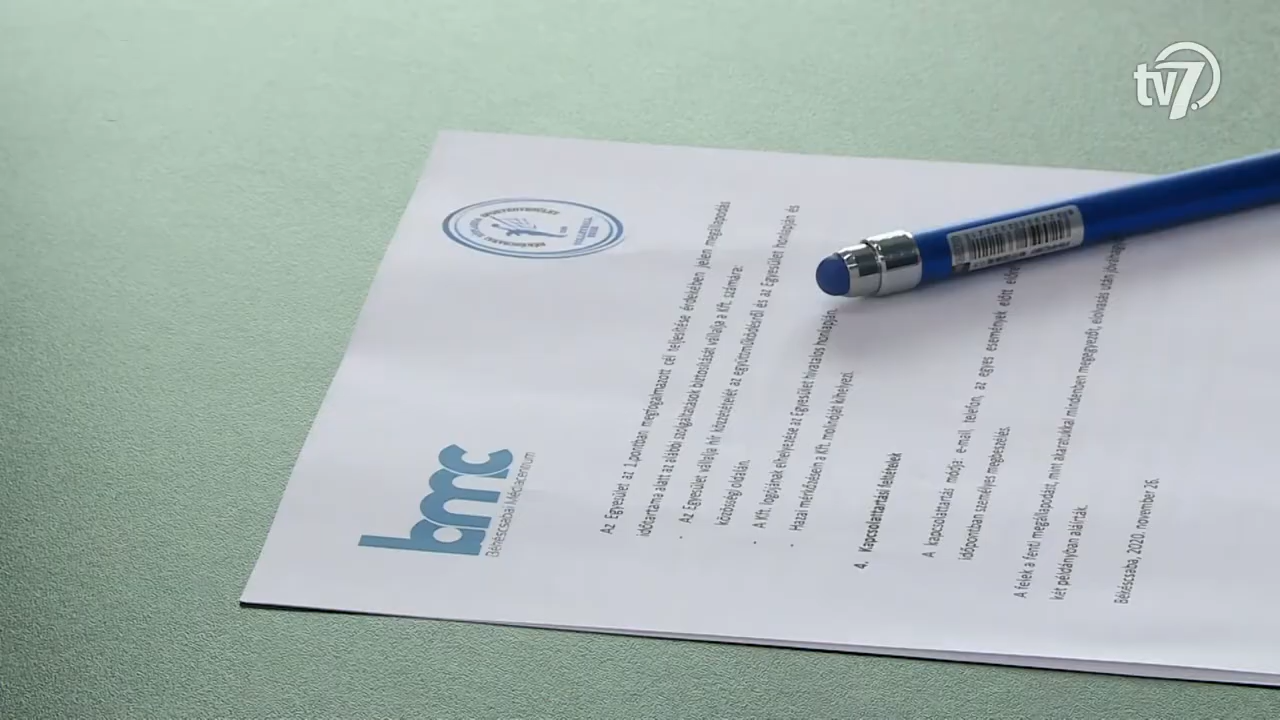 tv7
bmc
Békéscsabai Médiacentrum
Az Egyesület az 1.pontban megfogalmazott cél teljesítése érdekében jelen megállapodás
időtartama alatt az alábbi szolgáltatások biztosítását vállalja a Kft. számára:
- Az Egyesület vállalja hír közzétételét az együttműködésről és az Egyesület honlapján és
közösségi oldalán.
- A Kft. logójának elhelyezése az Egyesület hivatalos honlapján.
- Hazai mérkőzésein a Kft. molinóját kihelyezi.
4. Kapcsolattartási feltételek
A kapcsolattartás módja: e-mail, telefon, az egyes események előtt
időpontban személyes megbeszélés.
A felek a fenti megállapodást, mint akaratukkal mindenben megegyezőt, elolvasás után
két példányban aláírták.
Békéscsaba, 2020. november 26.